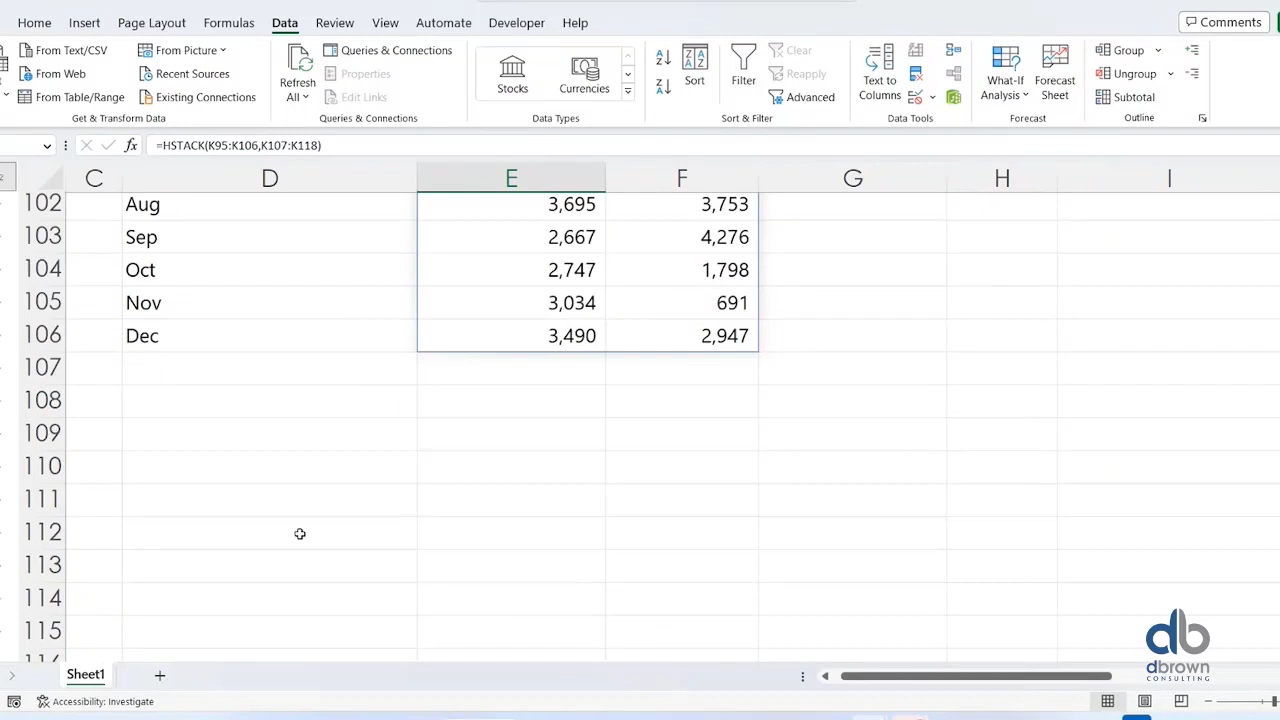 Home Insert Page Layout Formulas Data Review View Automate Developer Help Comments
From Text/CSV From Picture Queries & Connections Clear Group
From Web Recent Sources Properties Reapply Ungroup
From Table/Range Existing Connections Edit Links Advanced Subtotal
Refresh All Stocks Currencies Sort Filter Text to Columns What-If Analysis Forecast Sheet
Get & Transform Data Queries & Connections Data Types Sort & Filter Data Tools Forecast Outline
fx =HSTACK(K95:K106,K107:K118)
C D E F G H I
102 Aug 3,695 3,753
103 Sep 2,667 4,276
104 Oct 2,747 1,798
105 Nov 3,034 691
106 Dec 3,490 2,947
107
108
109
110
111
112
113
114
115
db
dbrown
CONSULTING
Sheet1
Accessibility: Investigate